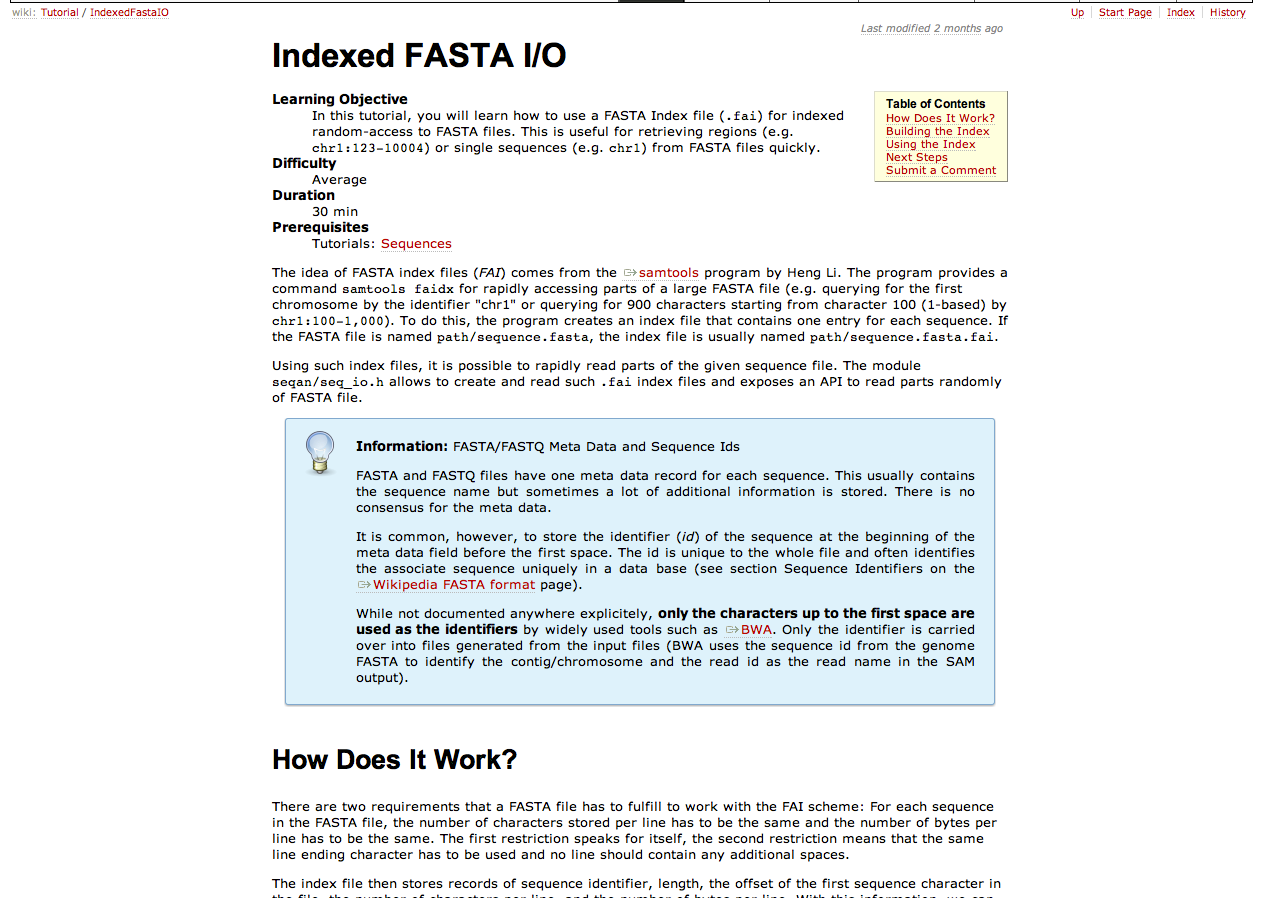 wiki: Tutorial / IndexedFastaIO
Up Start Page Index History
Last modified 2 months ago
Indexed FASTA I/O
Learning Objective
In this tutorial, you will learn how to use a FASTA Index file (.fai) for indexed
random-access to FASTA files. This is useful for retrieving regions (e.g.
chr1:123-10004) or single sequences (e.g. chr1) from FASTA files quickly.
Difficulty
Average
Duration
30 min
Prerequisites
Tutorials: Sequences
Table of Contents
How Does It Work?
Building the Index
Using the Index
Next Steps
Submit a Comment
The idea of FASTA index files (FAI) comes from the samtools program by Heng Li. The program provides a
command samtools faidx for rapidly accessing parts of a large FASTA file (e.g. querying for the first
chromosome by the identifier "chr1" or querying for 900 characters starting from character 100 (1-based) by
chr1:100-1,000). To do this, the program creates an index file that contains one entry for each sequence. If
the FASTA file is named path/sequence.fasta, the index file is usually named path/sequence.fasta.fai.
Using such index files, it is possible to rapidly read parts of the given sequence file. The module
seqan/seq_io.h allows to create and read such .fai index files and exposes an API to read parts randomly
of FASTA file.
Information: FASTA/FASTQ Meta Data and Sequence Ids
FASTA and FASTQ files have one meta data record for each sequence. This usually contains
the sequence name but sometimes a lot of additional information is stored. There is no
consensus for the meta data.
It is common, however, to store the identifier (id) of the sequence at the beginning of the
meta data field before the first space. The id is unique to the whole file and often identifies
the associate sequence uniquely in a data base (see section Sequence Identifiers on the
Wikipedia FASTA format page).
While not documented anywhere explicitely, only the characters up to the first space are
used as the identifiers by widely used tools such as BWA. Only the identifier is carried
over into files generated from the input files (BWA uses the sequence id from the genome
FASTA to identify the contig/chromosome and the read id as the read name in the SAM
output).
How Does It Work?
There are two requirements that a FASTA file has to fulfill to work with the FAI scheme: For each sequence
in the FASTA file, the number of characters stored per line has to be the same and the number of bytes per
line has to be the same. The first restriction speaks for itself, the second restriction means that the same
line ending character has to be used and no line should contain any additional spaces.
The index file then stores records of sequence identifier, length, the offset of the first sequence character in
the file, the number of characters per line, and the number of bytes per line. With this information, we can